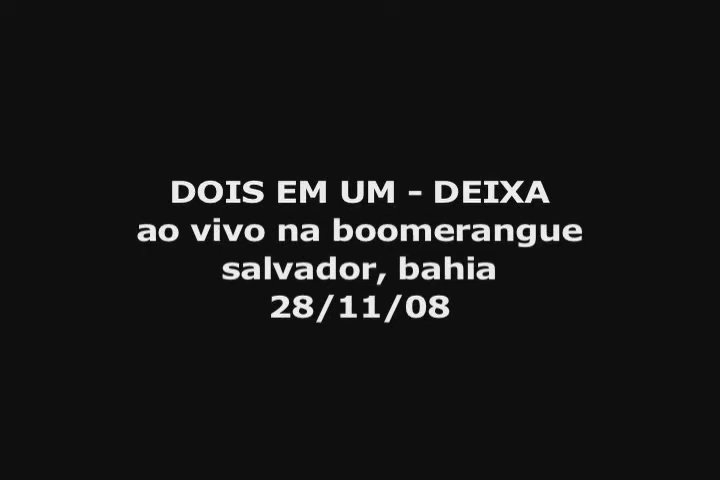 DOIS EM UM - DEIXA
ao vivo na boomerangue
salvador, bahia
28/11/08